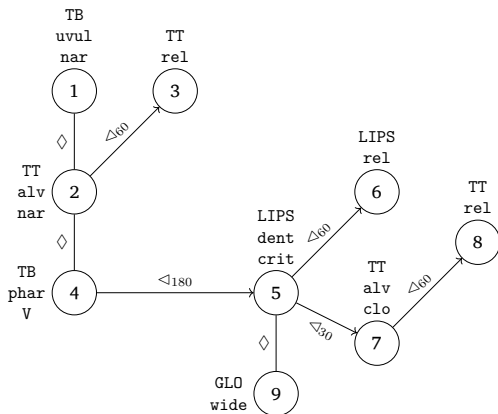 TB
uvul
nar
1
TT
rel
3
◁60
◊
TT
alv
nar
2
◊
TB
phar
V
4
◁180
LIPS
dent
crit
5
◁60
LIPS
rel
6
◁30
TT
alv
clo
7
◁60
TT
rel
8
◊
GLO
wide
9